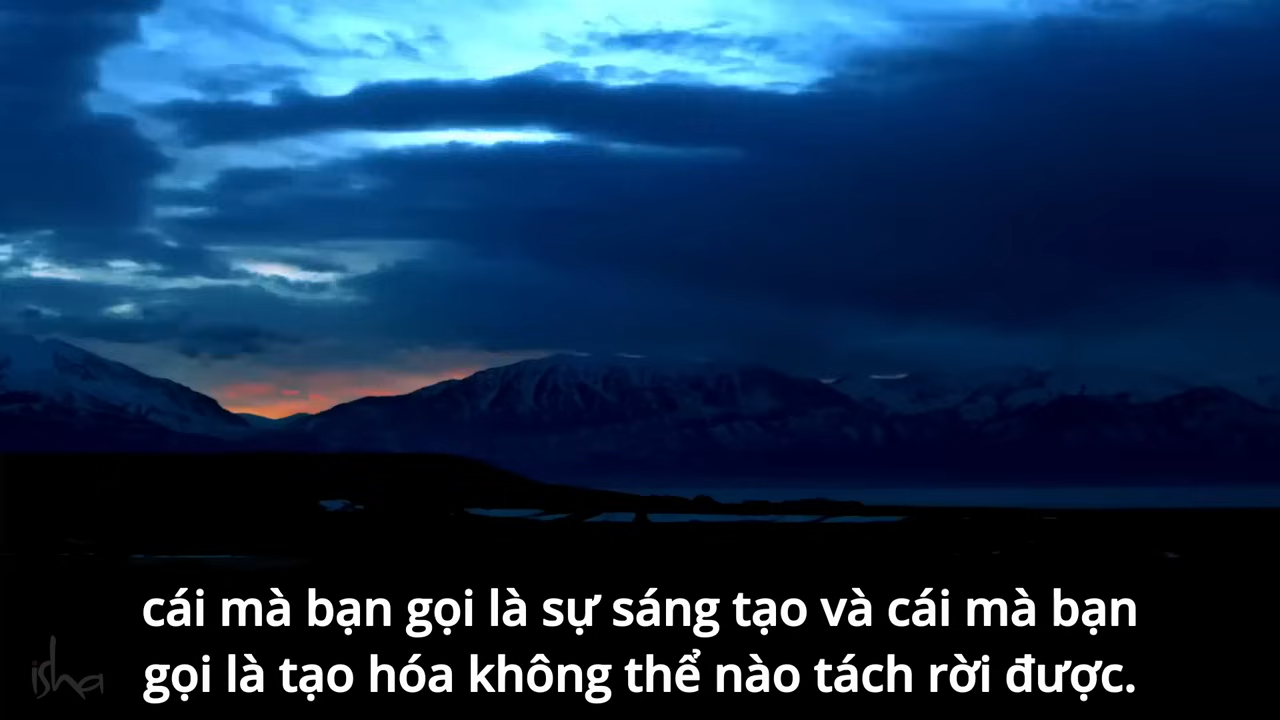 cái mà bạn gọi là sự sáng tạo và cái mà bạn
gọi là tạo hóa không thể nào tách rời được.
isha